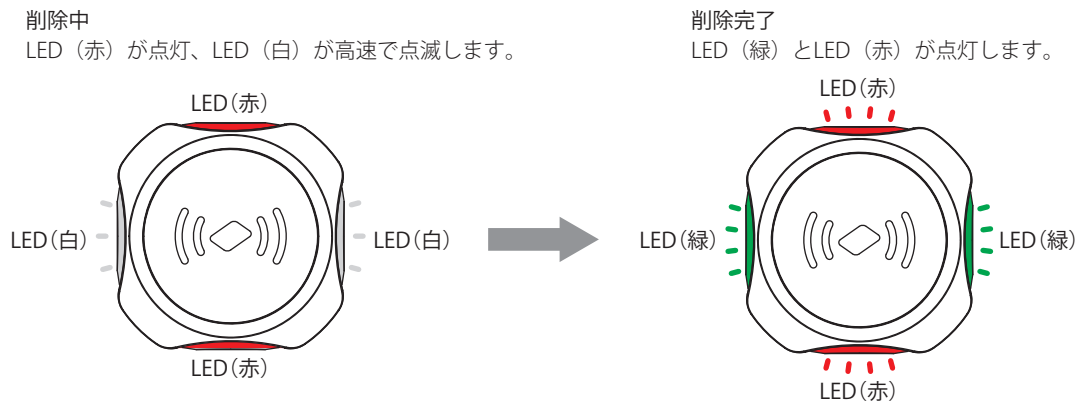 削除中
LED（赤）が点灯、LED（白）が高速で点滅します。
LED（赤）
LED（白）
LED（白）
LED（赤）
削除完了
LED（緑）とLED（赤）が点灯します。
LED（赤）
LED（緑）
LED（緑）
LED（赤）